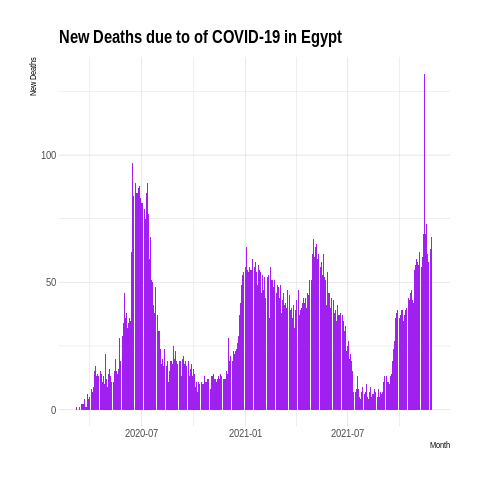 New Deaths due to of COVID-19 in Egypt
New Deaths
100
50
0
2020-07 2021-01 2021-07
Month